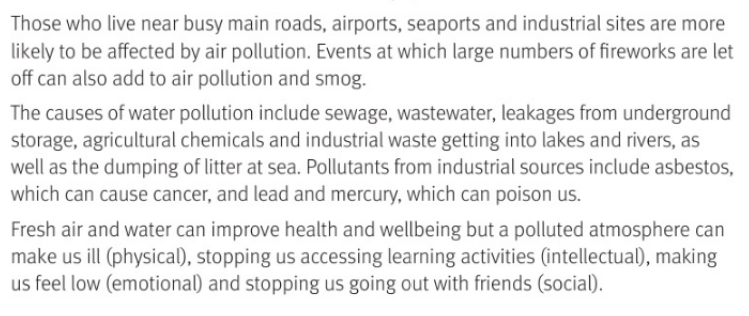 Those who live near busy main roads, airports, seaports and industrial sites are more
likely to be affected by air pollution. Events at which large numbers of fireworks are let
off can also add to air pollution and smog.
The causes of water pollution include sewage, wastewater, leakages from underground
storage, agricultural chemicals and industrial waste getting into lakes and rivers, as
well as the dumping of litter at sea. Pollutants from industrial sources include asbestos,
which can cause cancer, and lead and mercury, which can poison us.
Fresh air and water can improve health and wellbeing but a polluted atmosphere can
make us ill (physical), stopping us accessing learning activities (intellectual), making
us feel low (emotional) and stopping us going out with friends (social).